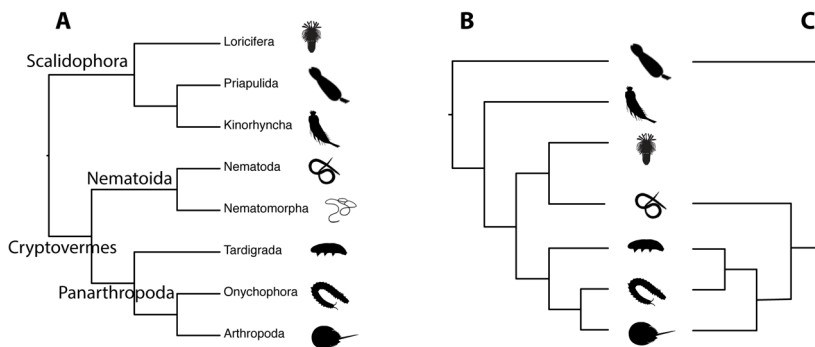 A
B
C
Loricifera
Scalidophora
Priapulida
Kinorhyncha
Nematoda
Nematoida
Nematomorpha
Cryptovermes
Tardigrada
Panarthropoda
Onychophora
Arthropoda